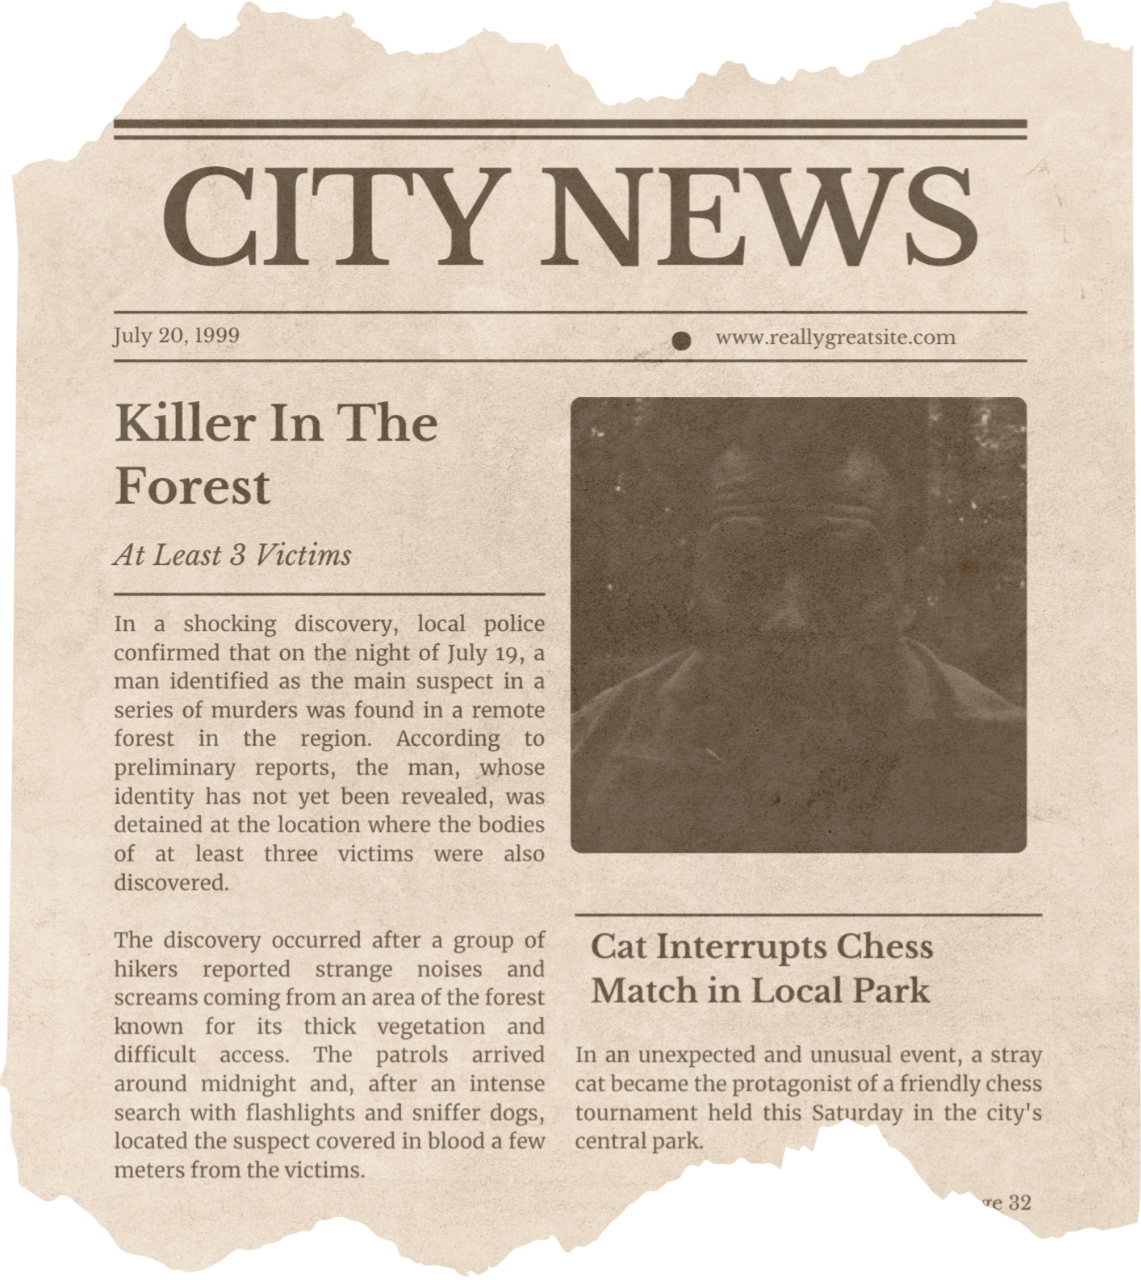 CITY NEWS
July 20, 1999
www.reallygreatsite.com
Killer In The
Forest
At Least 3 Victims
In a shocking discovery, local police
confirmed that on the night of July 19, a
man identified as the main suspect in a
series of murders was found in a remote
forest in the region. According to
preliminary reports, the man, whose
identity has not yet been revealed, was
detained at the location where the bodies
of at least three victims were also
discovered.
The discovery occurred after a group of
hikers reported strange noises and
screams coming from an area of the forest
known for its thick vegetation and
difficult access. The patrols arrived
around midnight and, after an intense
search with flashlights and sniffer dogs,
located the suspect covered in blood a few
meters from the victims.
Cat Interrupts Chess
Match in Local Park
In an unexpected and unusual event, a stray
cat became the protagonist of a friendly chess
tournament held this Saturday in the city's
central park.
32